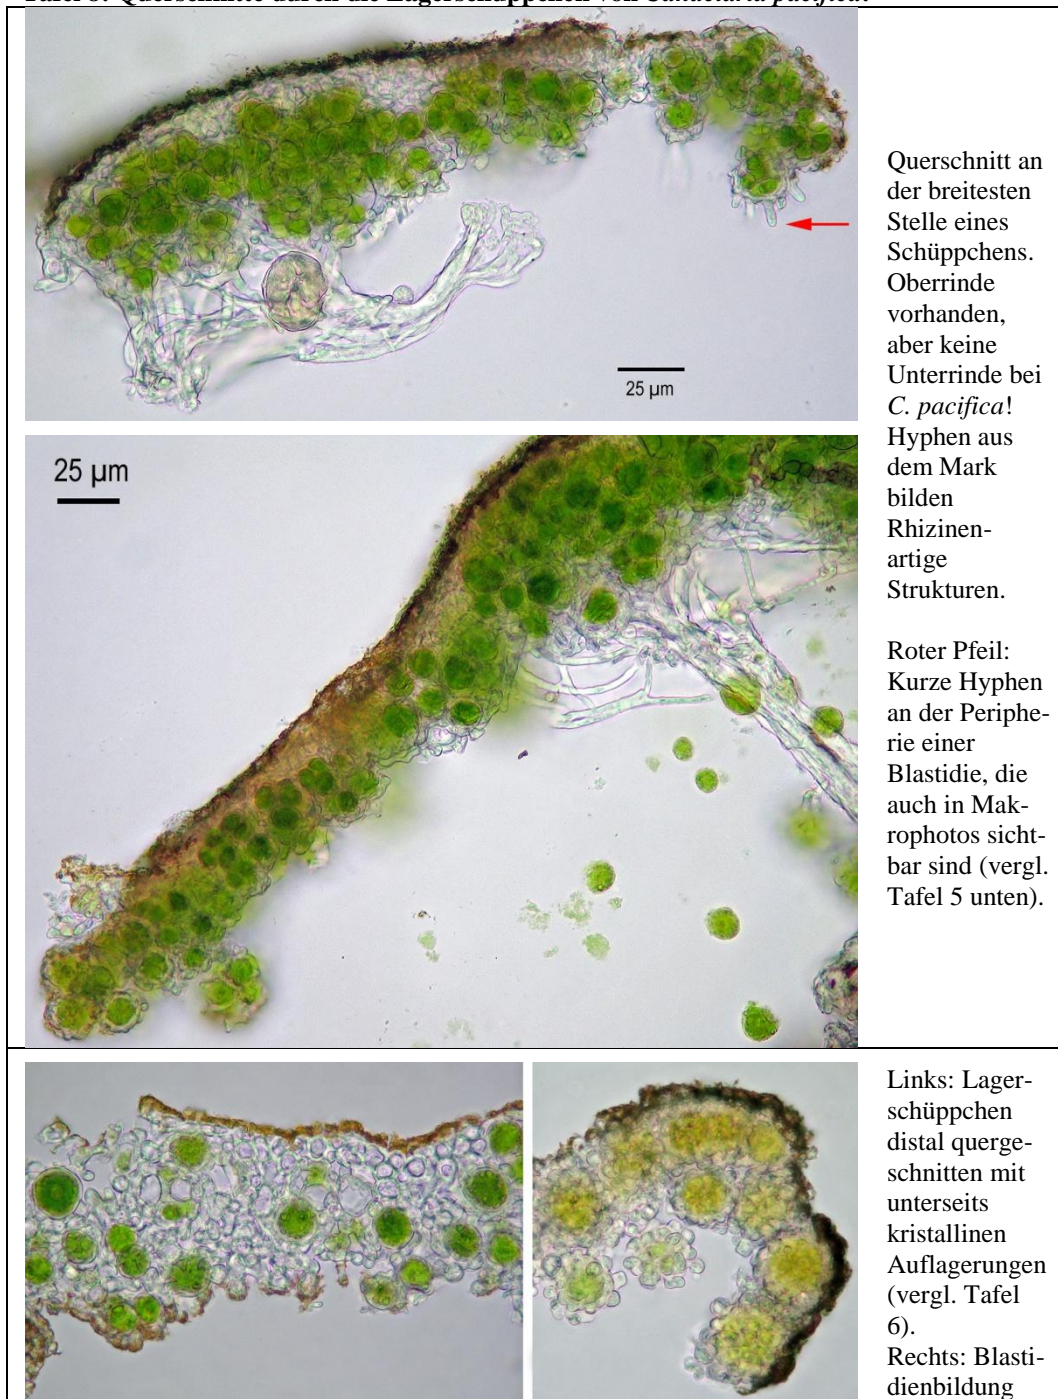 25 µm
Querschnitt an
der breitesten
Stelle eines
Schüppchens.
Oberrinde
vorhanden,
aber keine
Unterrinde bei
C. pacifica!
Hyphen aus
dem Mark
bilden
Rhizinen-
artige
Strukturen.
Roter Pfeil:
Kurze Hyphen
an der Periphe-
rie einer
Blastidie, die
auch in Mak-
rophotos sicht-
bar sind (vergl.
Tafel 5 unten).
25 µm
Links: Lager-
schüppchen
distal querge-
schnitten mit
unterseits
kristallinen
Auflagerungen
(vergl. Tafel
6).
Rechts: Blasti-
dienbildung